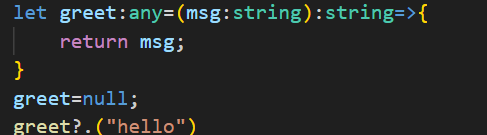 let greet:any=(msg:string):string=>{
return msg;
}
greet=null;
greet?.("hello")